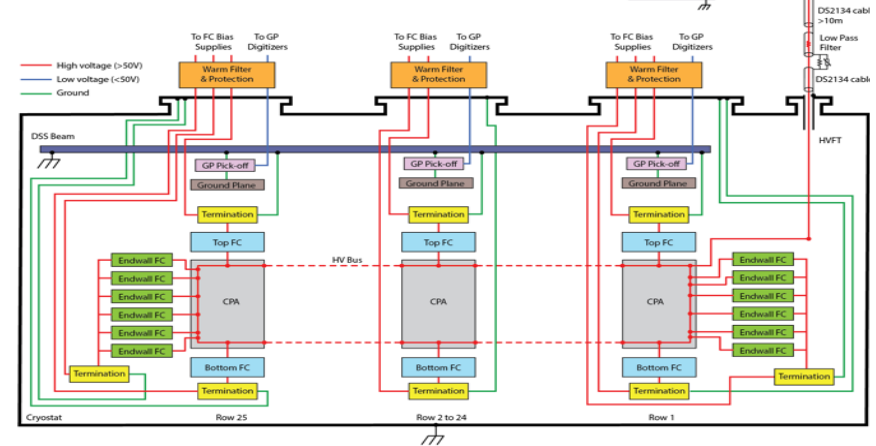 DS2134 cabl
>10m
Low Pass
Filter
DS2134 cable
To FC Bias
Supplies
To GP
Digitizers
To FC Bias
Supplies
To GP
Digitizers
To FC Bias
Supplies
To GP
Digitizers
High voltage (>50V)
Low voltage (<50V)
Ground
Warm Filter
& Protection
Warm Filter
& Protection
Warm Filter
& Protection
HVFT
DSS Beam
GP Pick-off
GP Pick-off
GP Pick-off
Ground Plane
Ground Plane
Ground Plane
Termination
Termination
Termination
Top FC
Top FC
Top FC
HV Bus
Endwall FC
Endwall FC
Endwall FC
Endwall FC
Endwall FC
Endwall FC
CPA
CPA
CPA
Endwall FC
Endwall FC
Endwall FC
Endwall FC
Endwall FC
Endwall FC
Bottom FC
Bottom FC
Bottom FC
Termination
Termination
Termination
Termination
Termination
Cryostat
Row 25
Row 2 to 24
Row 1